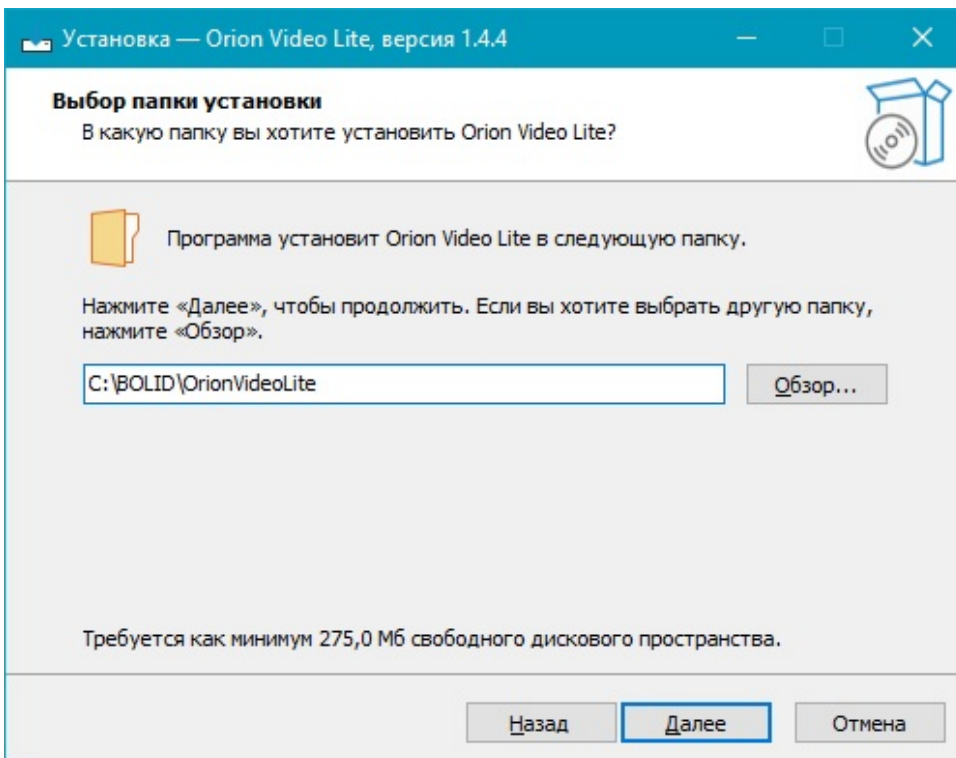 Установка — Orion Video Lite, версия 1.4.4
Выбор папки установки
В какую папку вы хотите установить Orion Video Lite?
Программа установит Orion Video Lite в следующую папку.
Нажмите «Далее», чтобы продолжить. Если вы хотите выбрать другую папку,
нажмите «Обзор».
C:\BOLID\OrionVideoLite
Обзор...
Требуется как минимум 275,0 Мб свободного дискового пространства.
Назад
Далее
Отмена